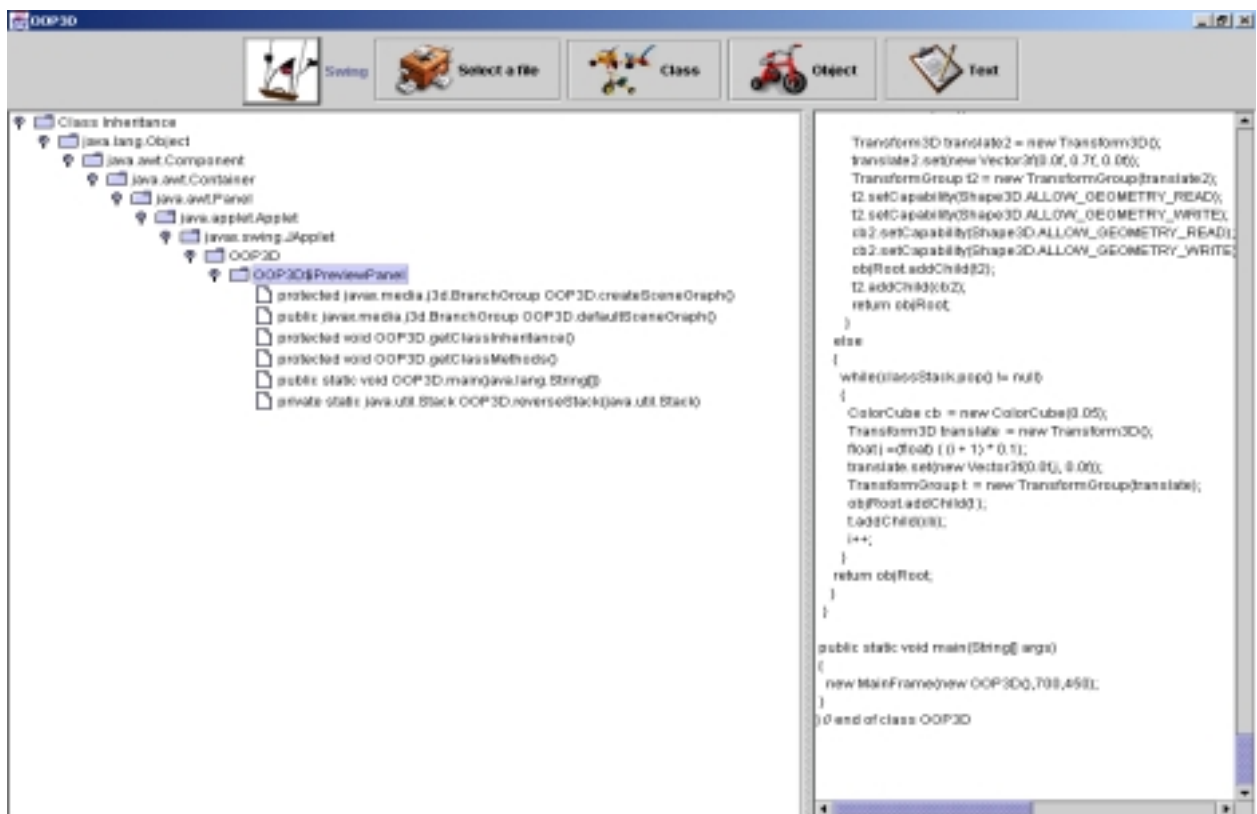 OOP3D
Swing
Select a file
Class
Object
Text
Class Inheritance
java.lang.Object
java.awt.Component
java.awt.Container
java.awt.Panel
java.applet.Applet
javax.swing.JApplet
OOP3D
OOP3D$PreviewPanel
protected javax.media.j3d.BranchGroup OOP3D.createSceneGraph()
public javax.media.j3d.BranchGroup OOP3D.defaultSceneGraph()
protected void OOP3D.getClassInheritance()
protected void OOP3D.getClassMethods()
public static void OOP3D.main(java.lang.String[])
private static java.util.Stack OOP3D.reverseStack(java.util.Stack)
Transform3D translate2 = new Transform3D();
translate2.set(new Vector3f(0.0f, 0.7f, 0.0f));
TransformGroup t2 = new TransformGroup(translate2);
t2.setCapability(Shape3D.ALLOW_GEOMETRY_READ);
t2.setCapability(Shape3D.ALLOW_GEOMETRY_WRITE);
cb2.setCapability(Shape3D.ALLOW_GEOMETRY_READ);
cb2.setCapability(Shape3D.ALLOW_GEOMETRY_WRITE
objRoot.addChild(t2);
t2.addChild(cb2);
return objRoot;
}
else
{
while(classStack.pop() != null)
{
ColorCube cb = new ColorCube(0.05);
Transform3D translate = new Transform3D();
float j =(float) ( (i + 1) * 0.1);
translate.set(new Vector3f(0.0f,j, 0.0f));
TransformGroup t = new TransformGroup(translate);
objRoot.addChild(t);
t.addChild(cb);
i++;
}
return objRoot;
}
}
public static void main(String[] args)
{
new MainFrame(new OOP3D(),700,450);
}
} // end of class OOP3D